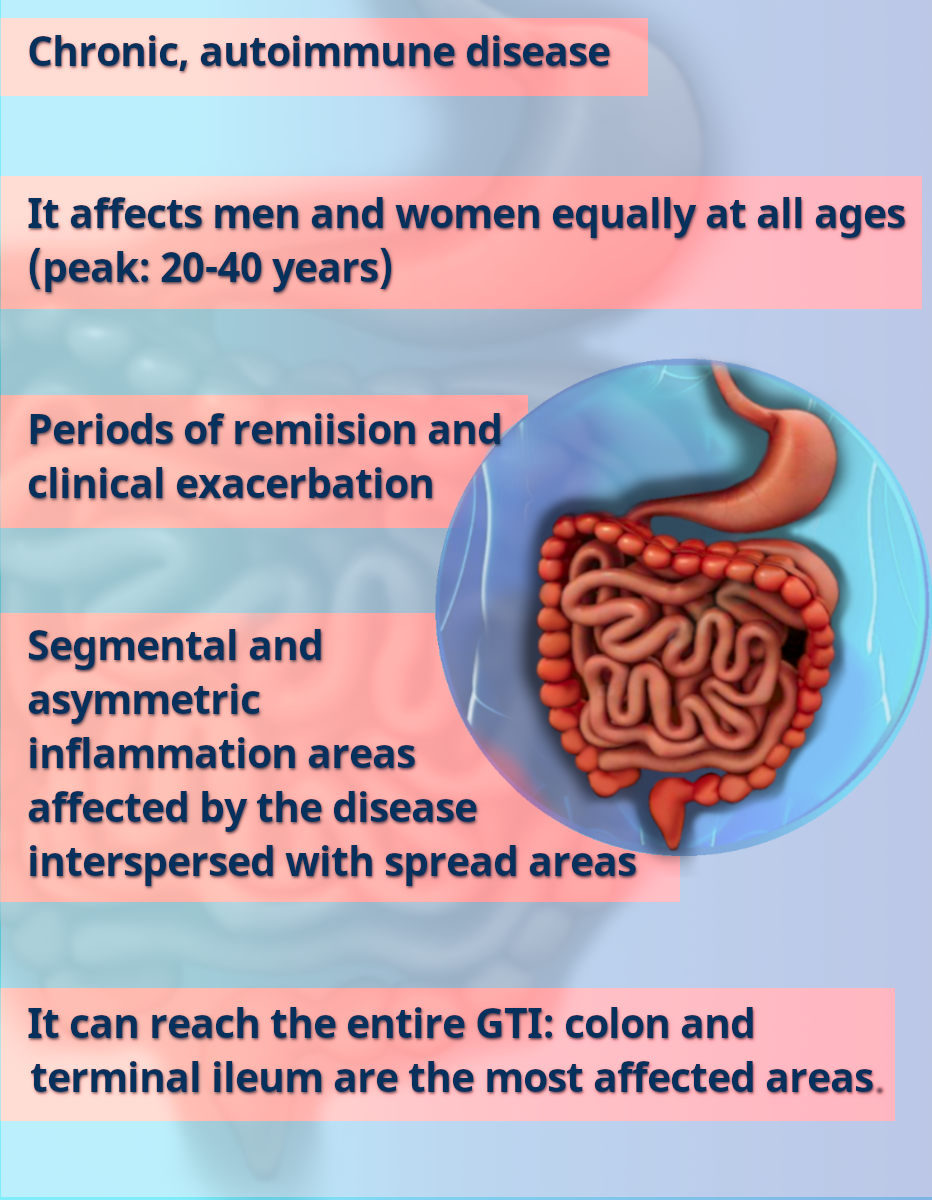 Chronic, autoimmune disease
It affects men and women equally at all ages
(peak: 20-40 years)
Periods of remiision and
clinical exacerbation
Segmental and
asymmetric
inflammation areas
affected by the disease
interspersed with spread areas
It can reach the entire GTI: colon and
terminal ileum are the most affected areas.